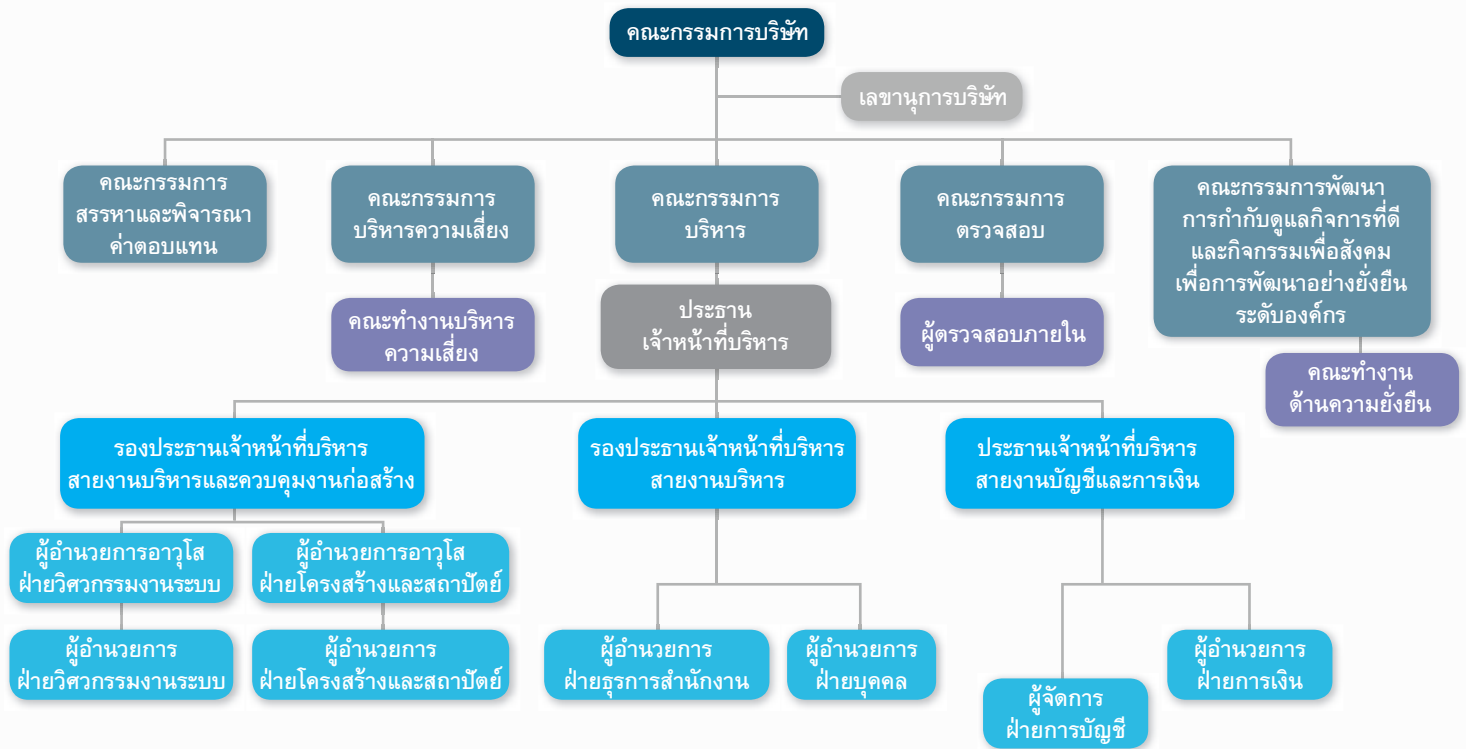 คณะกรรมการบริษัท
เลขานุการบริษัท
คณะกรรมการ
สรรหาและพิจารณา
ค่าตอบแทน
คณะกรรมการ
บริหารความเสี่ยง
คณะกรรมการ
บริหาร
คณะกรรมการ
ตรวจสอบ
คณะกรรมการพัฒนา
การกำกับดูแลกิจการที่ดี
และกิจกรรมเพื่อสังคม
เพื่อการพัฒนาอย่างยั่งยืน
ระดับองค์กร
คณะทำงานบริหาร
ความเสี่ยง
ประธาน
เจ้าหน้าที่บริหาร
ผู้ตรวจสอบภายใน
คณะทำงาน
ด้านความยั่งยืน
รองประธานเจ้าหน้าที่บริหาร
สายงานบริหารและควบคุมงานก่อสร้าง
รองประธานเจ้าหน้าที่บริหาร
สายงานบริหาร
ประธานเจ้าหน้าที่บริหาร
สายงานบัญชีและการเงิน
ผู้อำนวยการอาวุโส
ฝ่ายวิศวกรรมงานระบบ
ผู้อำนวยการอาวุโส
ฝ่ายโครงสร้างและสถาปัตย์
ผู้อำนวยการ
ฝ่ายวิศวกรรมงานระบบ
ผู้อำนวยการ
ฝ่ายโครงสร้างและสถาปัตย์
ผู้อำนวยการ
ฝ่ายธุรการสำนักงาน
ผู้อำนวยการ
ฝ่ายบุคคล
ผู้จัดการ
ฝ่ายการบัญชี
ผู้อำนวยการ
ฝ่ายการเงิน